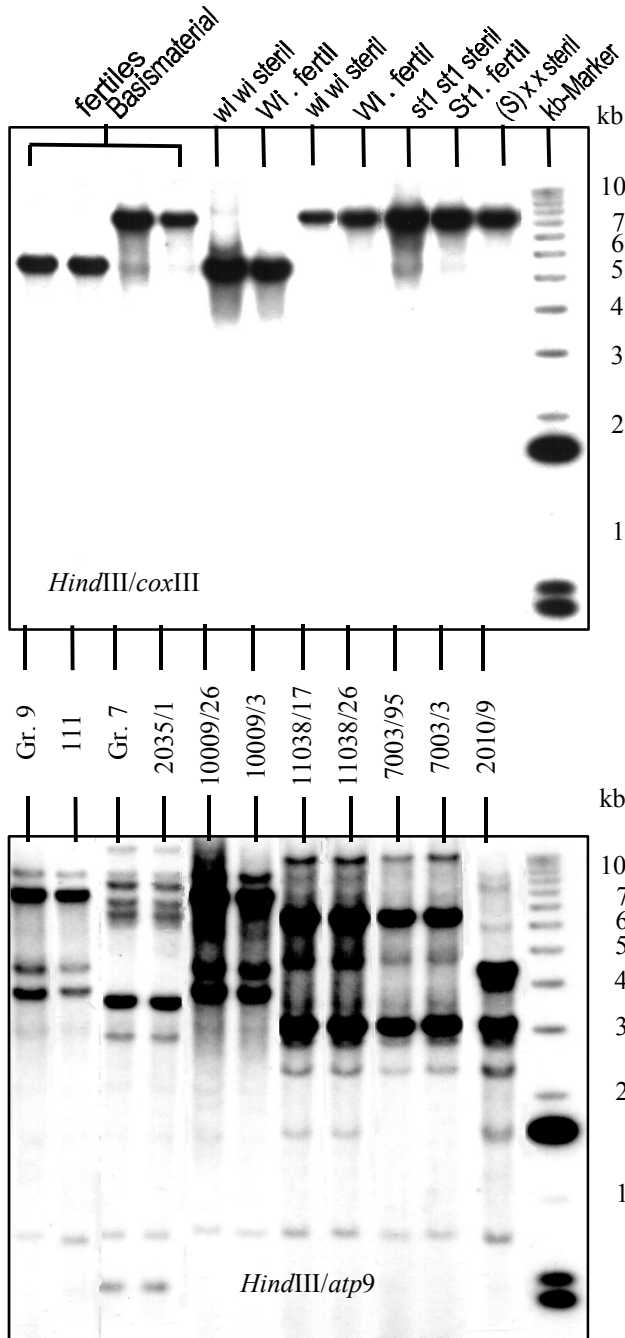 fertiles
Basismaterial
wi wi steril
Wi . fertil
wi wi steril
Wi . fertil
st1 st1 steril
St1. fertil
(S) x x steril
kb-Marker
kb
10
7
6
5
4
3
2
1
HindIII/coxIII
Gr. 9
111
Gr. 7
2035/1
10009/26
10009/3
11038/17
11038/26
7003/95
7003/3
2010/9
kb
10
7
6
5
4
3
2
1
HindIII/atp9